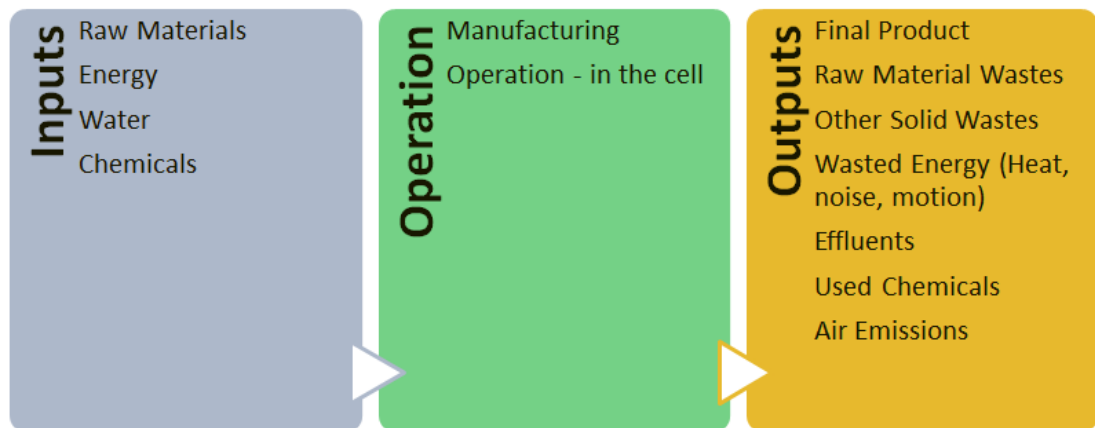 Inputs
Raw Materials
Energy
Water
Chemicals
Operation
Manufacturing
Operation - in the cell
Outputs
Final Product
Raw Material Wastes
Other Solid Wastes
Wasted Energy (Heat,
noise, motion)
Effluents
Used Chemicals
Air Emissions